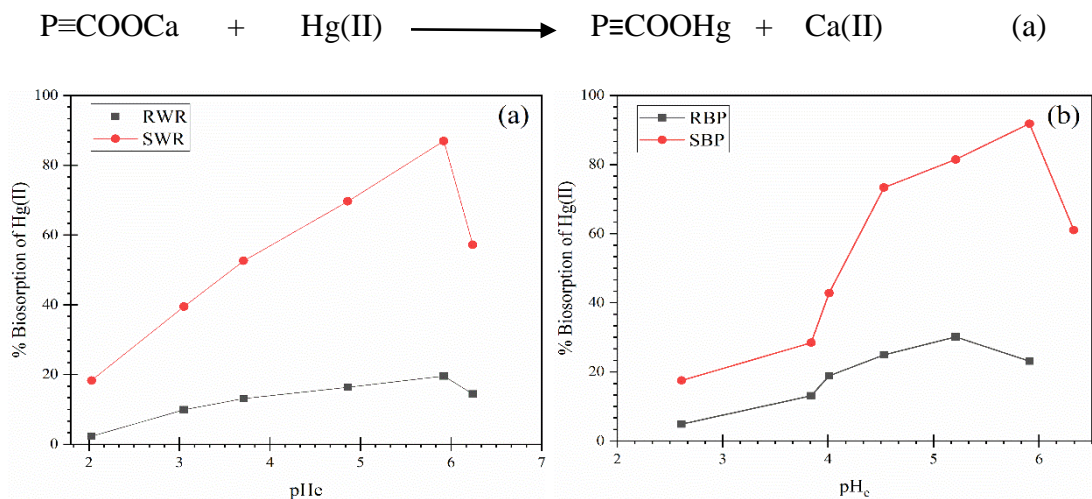 P≡COOCa + Hg(II) P≡COOHg + Ca(II) (a)
100
80
60
40
20
0
% Biosorption of Hg(II)
RWR
SWR
(a)
2 3 4 5 6 7
pHe
100
80
60
40
20
0
% Biosorption of Hg(II)
RBP
SBP
(b)
2 3 4 5 6
pHe